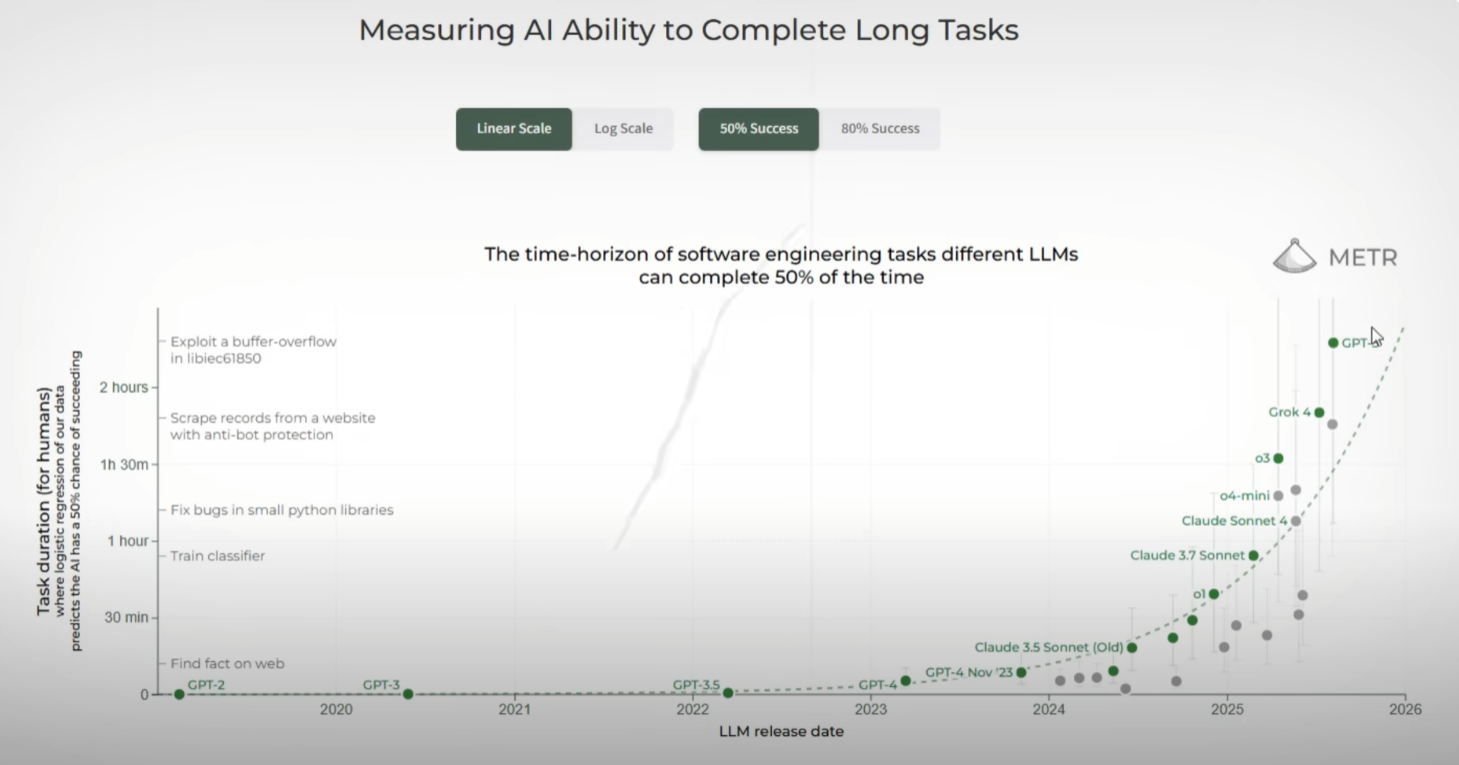 Measuring AI Ability to Complete Long Tasks
Linear Scale
Log Scale
50% Success
80% Success
The time-horizon of software engineering tasks different LLMs
can complete 50% of the time
METR
Task duration (for humans)
where logistic regression of our data
predicts the AI has a 50% chance of succeeding
Exploit a buffer-overflow
in libiec61850
2 hours
Scrape records from a website
with anti-bot protection
1h 30m
Fix bugs in small python libraries
1 hour
Train classifier
30 min
Find fact on web
0
GPT-2
GPT-3
GPT-3.5
GPT-4
GPT-4 Nov '23
Claude 3.5 Sonnet (Old)
o1
Claude 3.7 Sonnet
Claude Sonnet 4
o4-mini
o3
Grok 4
2020
2021
2022
2023
2024
2025
2026
LLM release date